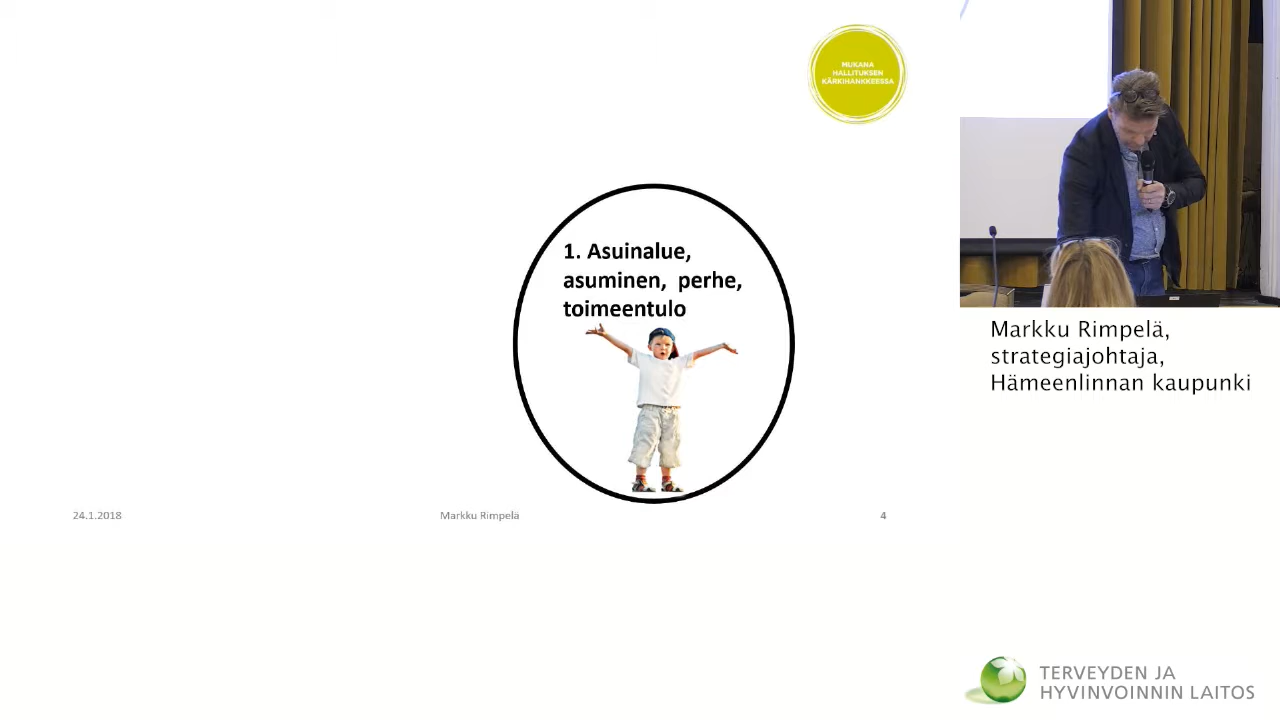 MUKANA
HALLITUKSEN
KÄRKIHANKKEESSA
1. Asuinalue,
asuminen, perhe,
toimeentulo
24.1.2018
Markku Rimpelä
4
Markku Rimpelä,
strategiajohtaja,
Hämeenlinnan kaupunki
TERVEYDEN JA
HYVINVOINNIN LAITOS